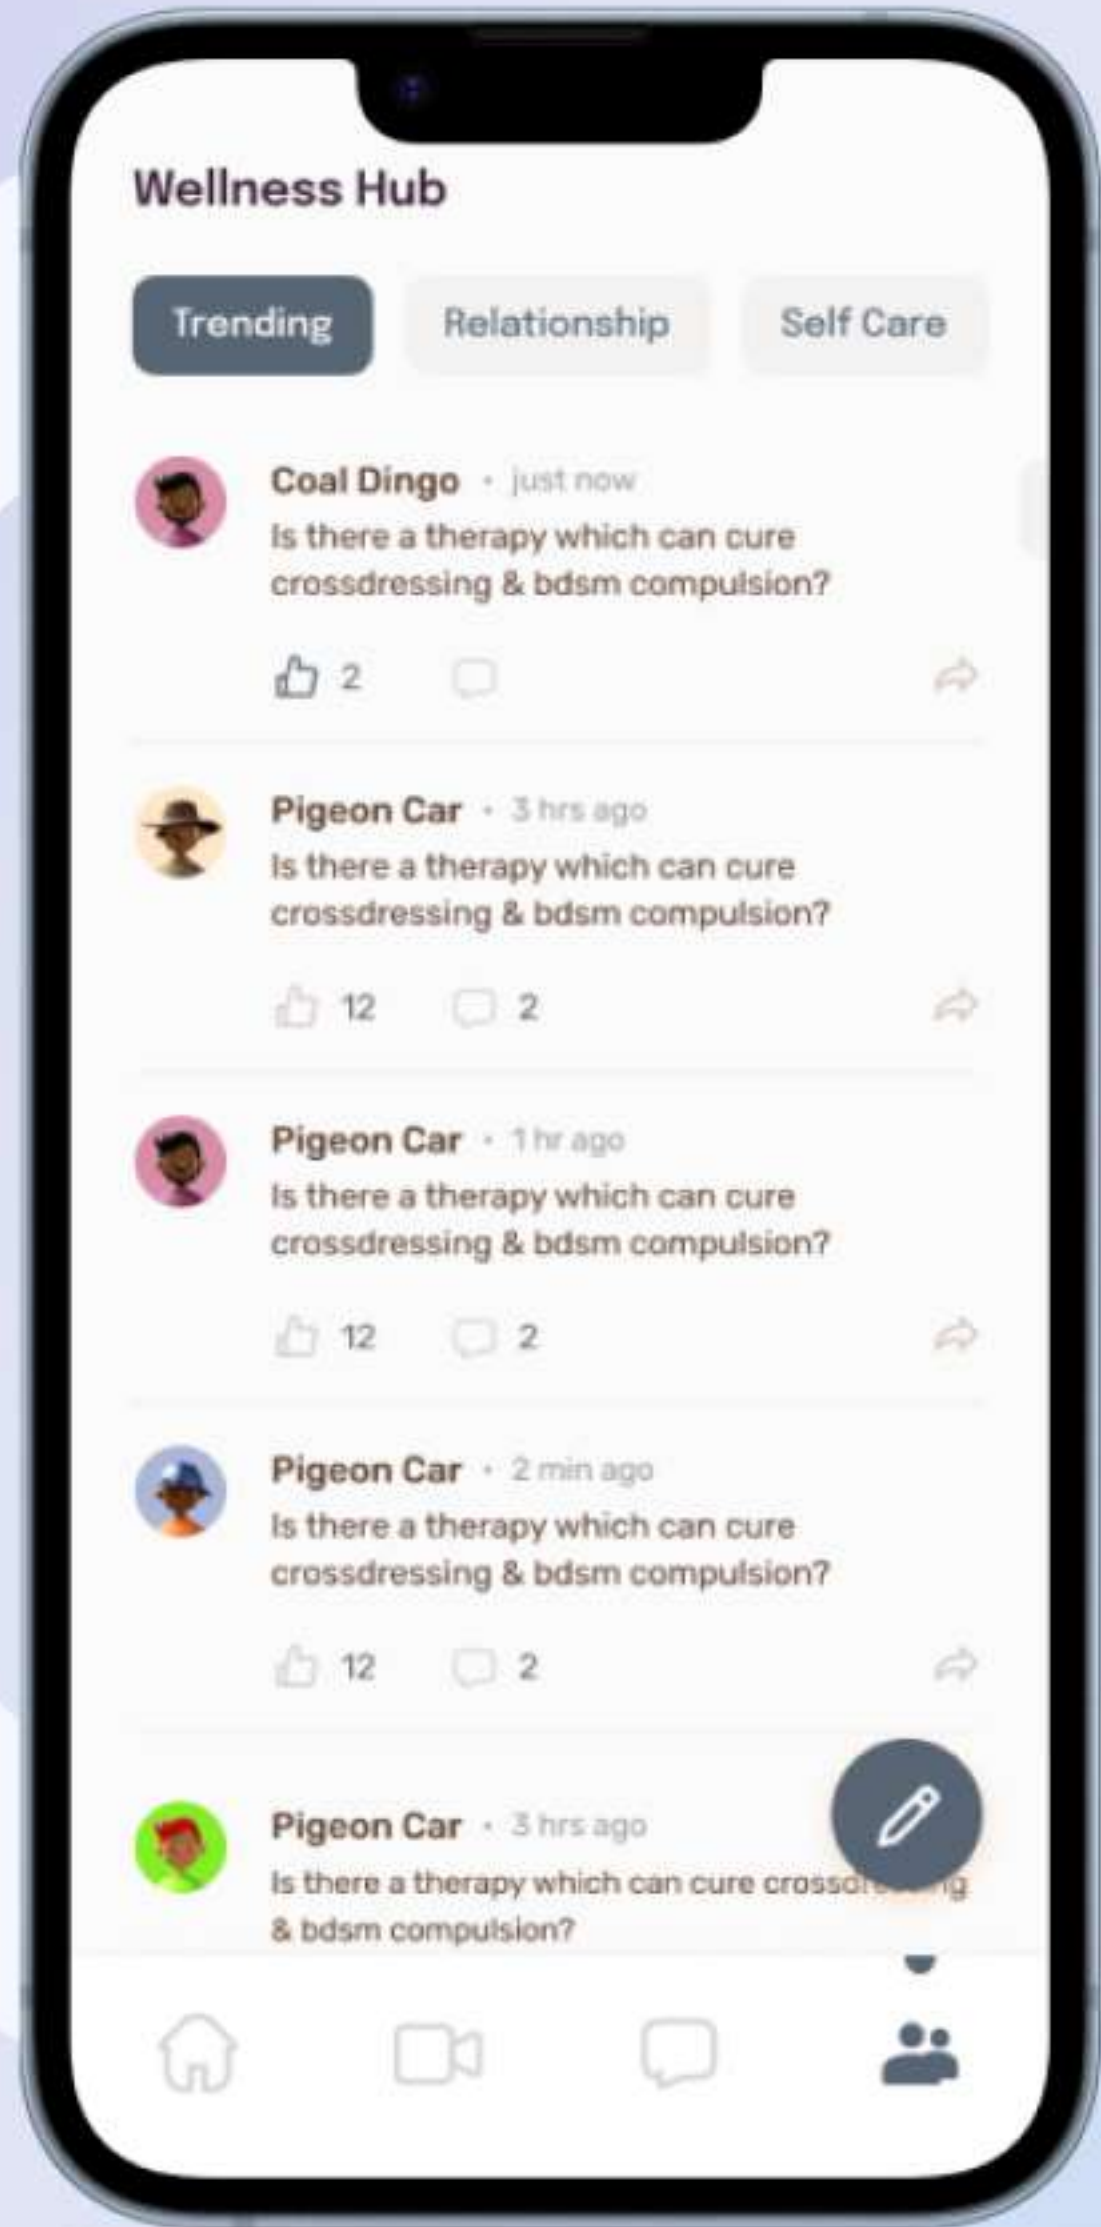 Wellness Hub
Trending Relationship Self Care
Coal Dingo • just now
Is there a therapy which can cure
crossdressing & bdsm compulsion?
2
Pigeon Car • 3 hrs ago
Is there a therapy which can cure
crossdressing & bdsm compulsion?
12 2
Pigeon Car • 1 hr ago
Is there a therapy which can cure
crossdressing & bdsm compulsion?
12 2
Pigeon Car • 2 min ago
Is there a therapy which can cure
crossdressing & bdsm compulsion?
12 2
Pigeon Car • 3 hrs ago
Is there a therapy which can cure
& bdsm compulsion?